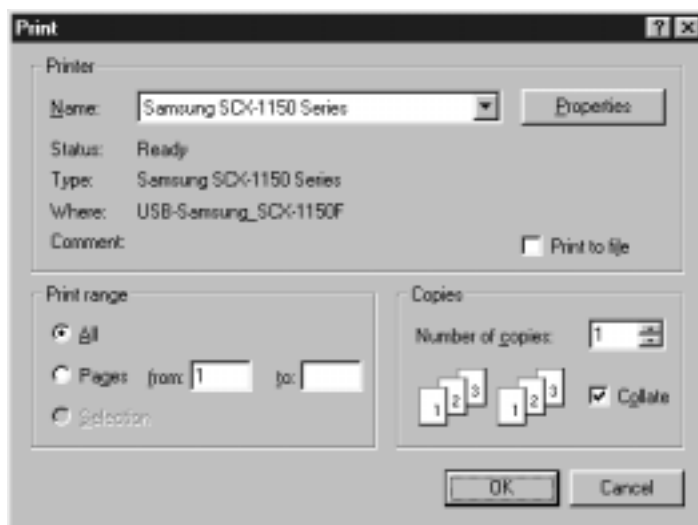 Print
Printer
Name: Samsung SCX-1150 Series Properties
Status: Ready
Type: Samsung SCX-1150 Series
Where: USB-Samsung_SCX-1150F
Comment:
Print to file
Print range
All
Pages from: 1 to:
Selection
Copies
Number of copies: 1
1 2 3 1 2 3
Collate
OK Cancel